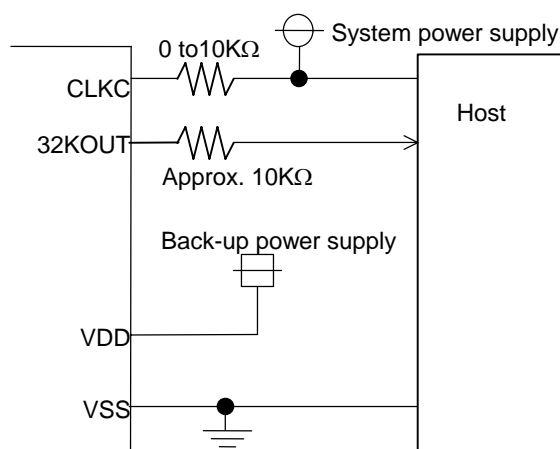 0 to10KΩ
System power supply
CLKC
Host
32KOUT
Approx. 10KΩ
Back-up power supply
VDD
VSS